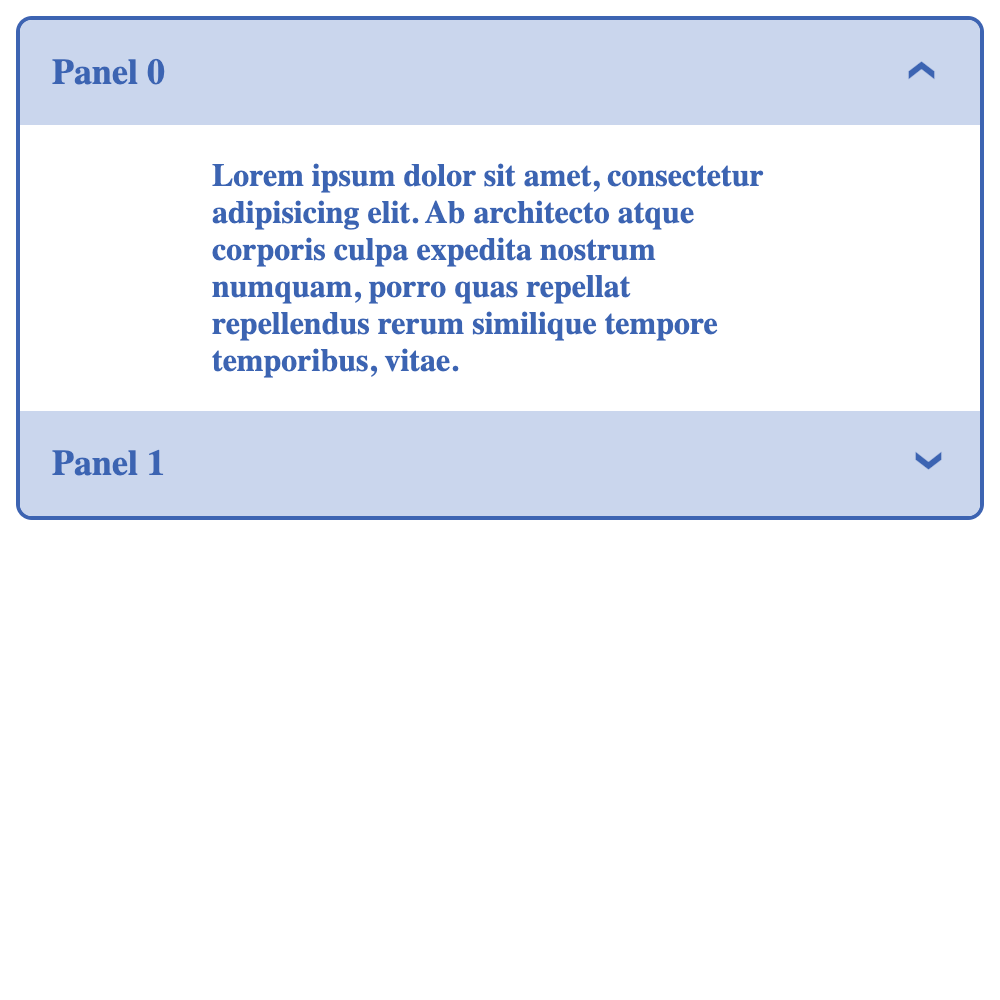 Panel 0
Lorem ipsum dolor sit amet, consectetur
adipisicing elit. Ab architecto atque
corporis culpa expedita nostrum
numquam, porro quas repellat
repellendus rerum similique tempore
temporibus, vitae.
Panel 1